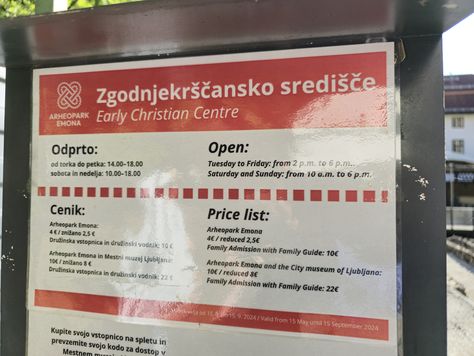 Zgodnjekrščansko središče
Early Christian Centre
ARHEOPARK
EMONA
Odprto:
od torka do petka: 14.00–18.00
sobota in nedelja: 10.00–18.00
Open:
Tuesday to Friday: from 2 p.m. to 6 p.m..
Saturday and Sunday: from 10 a.m. to 6 p.m.
Cenik:
Arheopark Emona:
4 € / znižano 2,5 €
Družinska vstopnica in družinski vodnik: 10 €
Arheopark Emona in Mestni muzej Ljubljana:
10€ / znižano 8 €
Družinska vstopnica in družinski vodnik: 22 €
Price list:
Arheopark Emona
4€ / reduced 2,5€
Family Admission with Family Guide: 10€
Arheopark Emona and the City museum of Ljubljana:
10€ / reduced 8€
Family Admission with Family Guide: 22€
15. 9. 2024 / Valid from 15 May until 15 September 2024
Kupite svojo vstopnico na spletu in
prevzemite svojo kodo za dostop v
Mestnem